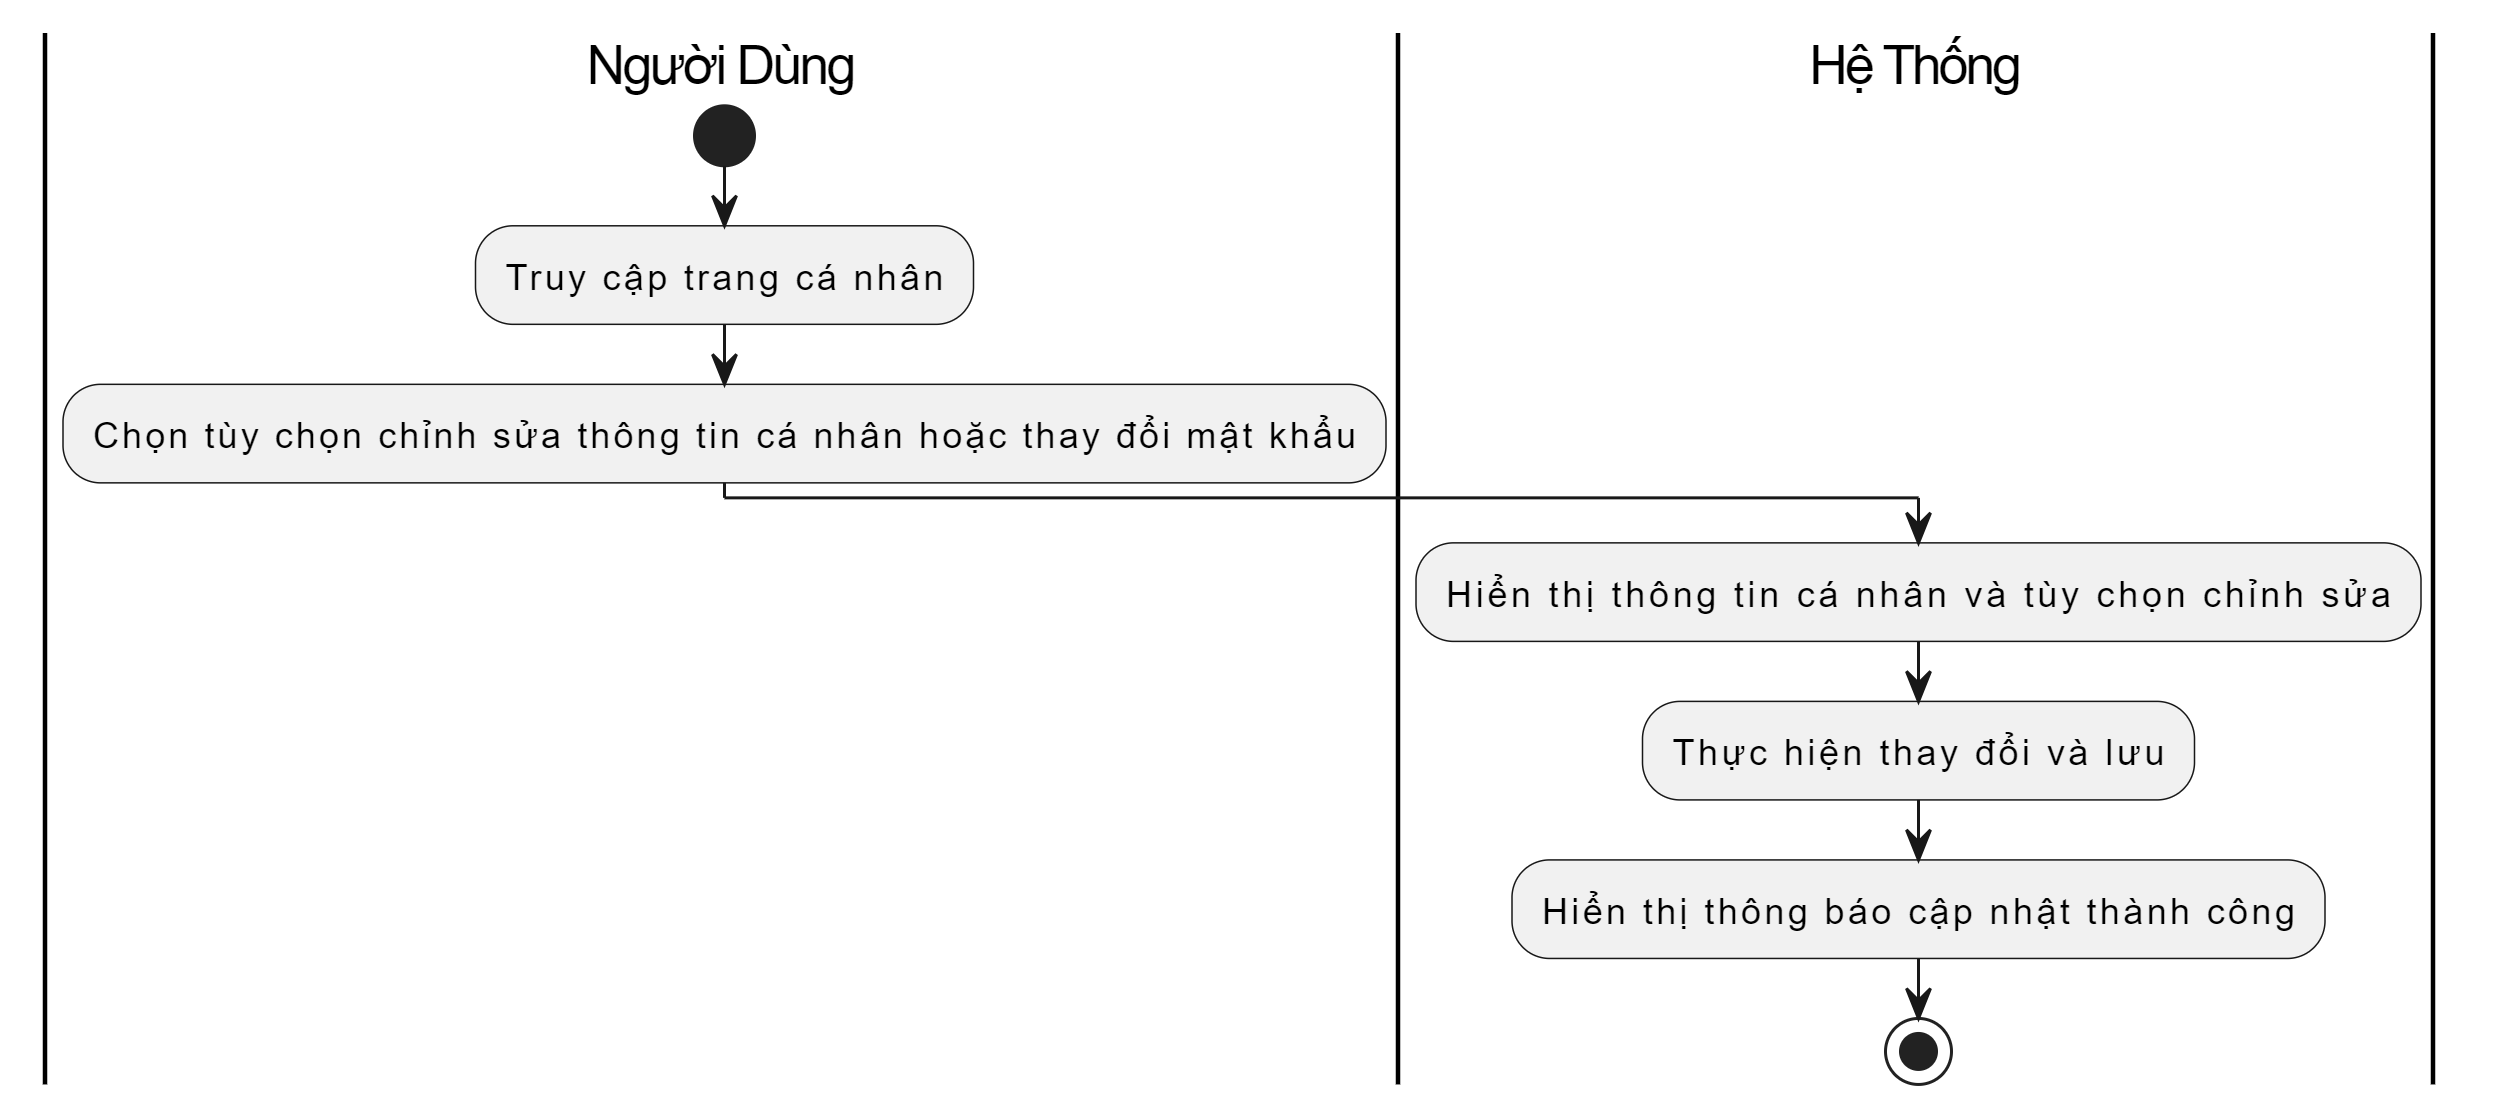 Người Dùng
Hệ Thống
Truy cập trang cá nhân
Chọn tùy chọn chỉnh sửa thông tin cá nhân hoặc thay đổi mật khẩu
Hiển thị thông tin cá nhân và tùy chọn chỉnh sửa
Thực hiện thay đổi và lưu
Hiển thị thông báo cập nhật thành công